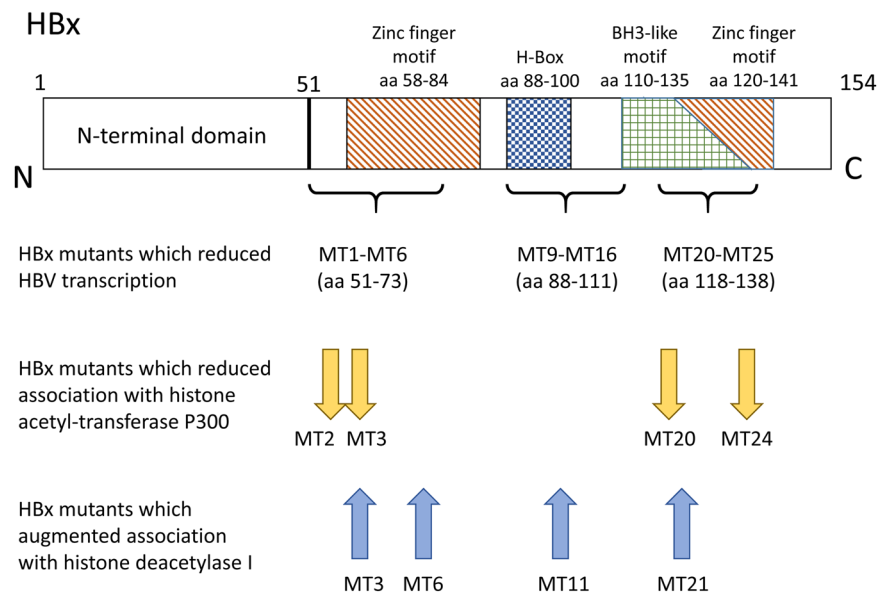 HBx
Zinc finger motif aa 58-84
H-Box aa 88-100
BH3-like motif aa 110-135
Zinc finger motif aa 120-141
1
51
154
N-terminal domain
N
C
HBx mutants which reduced
HBV transcription
MT1-MT6
(aa 51-73)
MT9-MT16
(aa 88-111)
MT20-MT25
(aa 118-138)
HBx mutants which reduced
association with histone
acetyl-transferase P300
MT2
MT3
MT20
MT24
HBx mutants which
augmented association
with histone deacetylase I
MT3
MT6
MT11
MT21